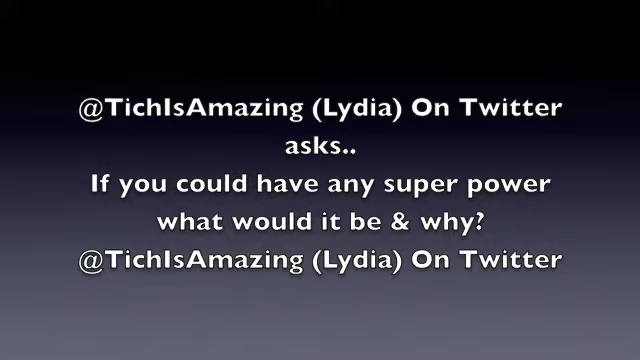 @TichIsAmazing (Lydia) On Twitter
asks..
If you could have any super power
what would it be & why?
@TichIsAmazing (Lydia) On Twitter